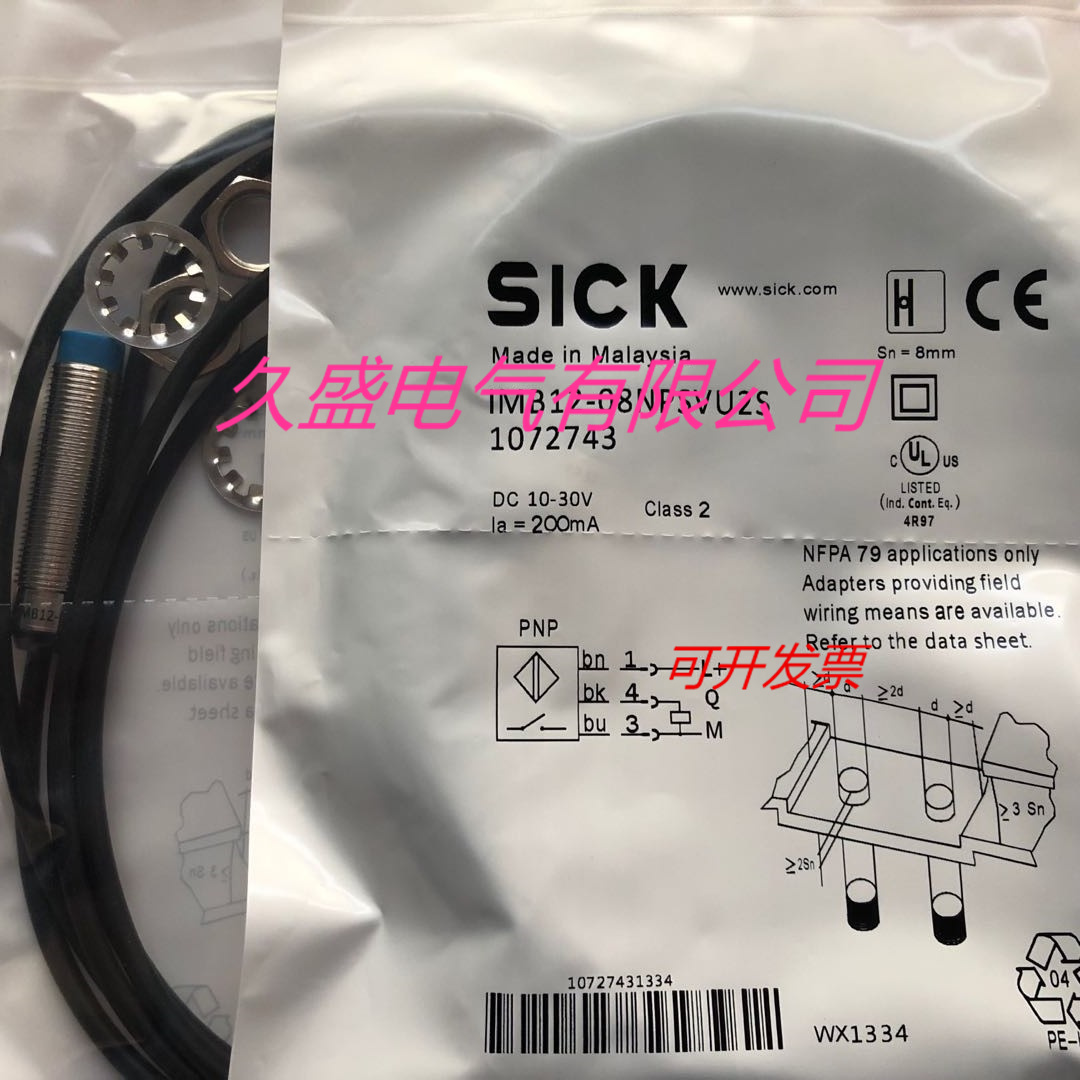 SICK
www.sick.com
Sn = 8mm
Made in Malaysia
久盛电气有限公司
IMB12-08NPSVU2S
1072743
C UL US
LISTED
(Ind. Cont. Eq.)
4R97
DC 10-30V
Class 2
Ia = 200mA
NFPA 79 applications only
Adapters providing field
wiring means are available.
Refer to the data sheet.
可开发票
PNP
bn 1 L+
bk 4 Q
bu 3 M
≥d d ≥2d d ≥d
≥3 Sn
≥2Sn
10727431334
WX1334
04
MB12-